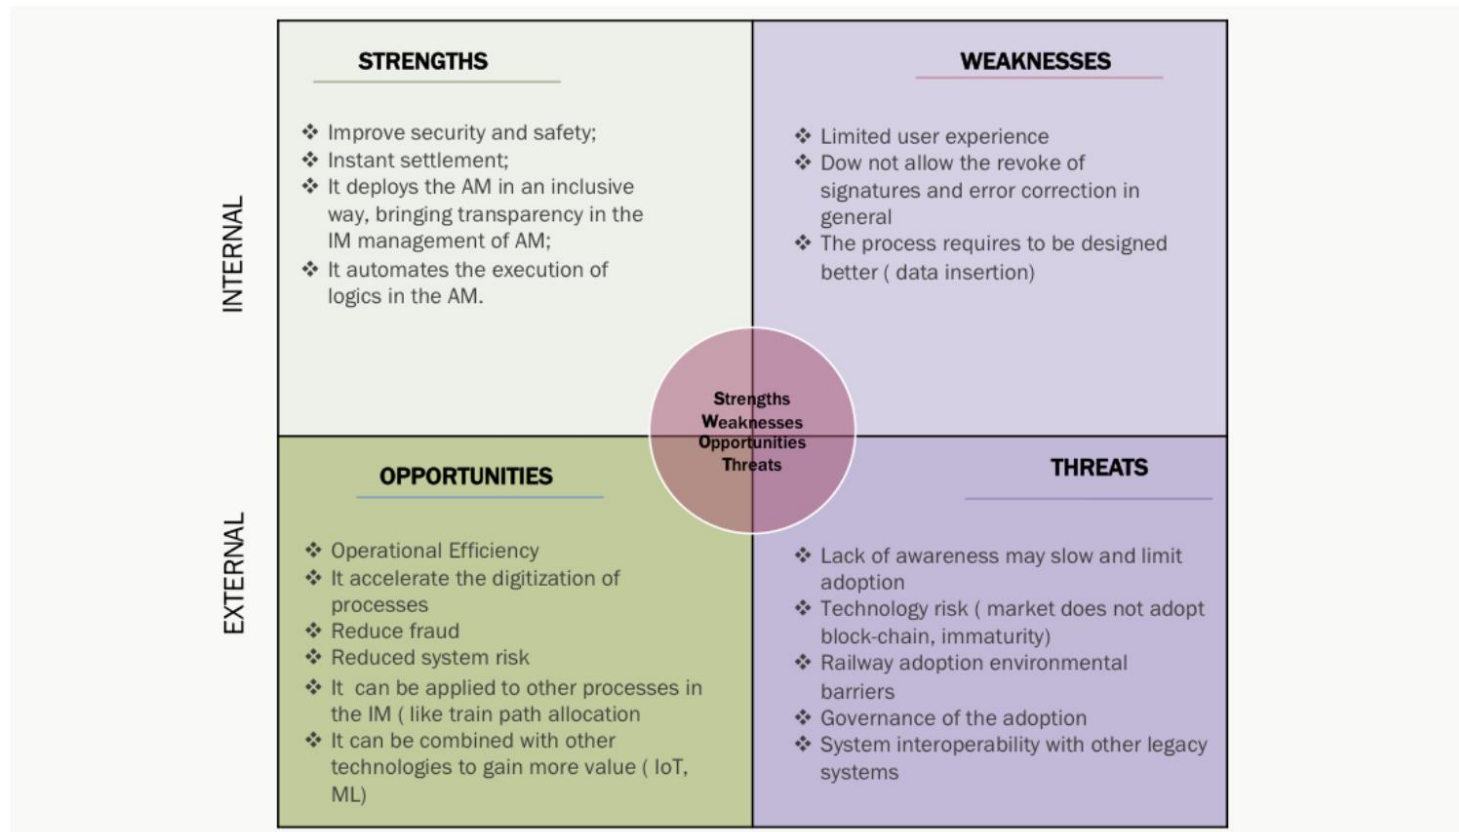 INTERNAL
STRENGTHS
❖ Improve security and safety;
❖ Instant settlement;
❖ It deploys the AM in an inclusive
way, bringing transparency in the
IM management of AM;
❖ It automates the execution of
logics in the AM.
WEAKNESSES
❖ Limited user experience
❖ Dow not allow the revoke of
signatures and error correction in
general
❖ The process requires to be designed
better ( data insertion)
Strengths
Weaknesses
Opportunities
Threats
EXTERNAL
OPPORTUNITIES
❖ Operational Efficiency
❖ It accelerate the digitization of
processes
❖ Reduce fraud
❖ Reduced system risk
❖ It can be applied to other processes in
the IM ( like train path allocation
❖ It can be combined with other
technologies to gain more value ( IoT,
ML)
THREATS
❖ Lack of awareness may slow and limit
adoption
❖ Technology risk ( market does not adopt
block-chain, immaturity)
❖ Railway adoption environmental
barriers
❖ Governance of the adoption
❖ System interoperability with other legacy
systems